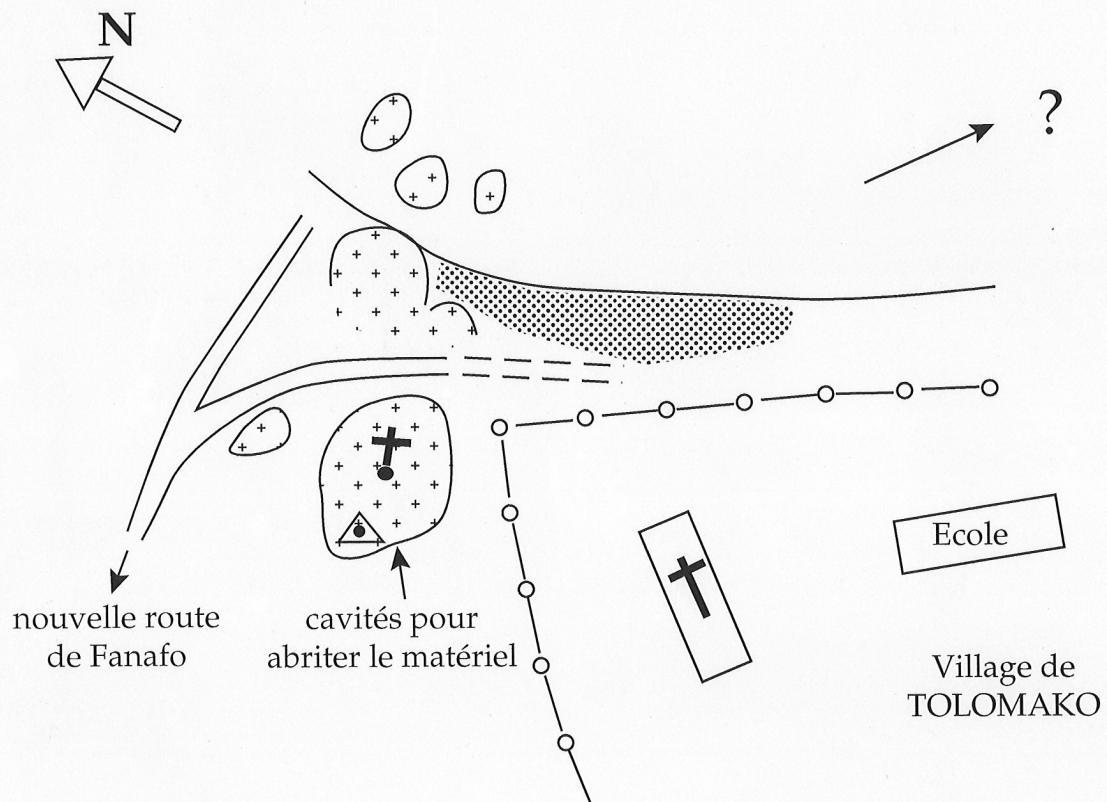 N
?
Ecole
nouvelle route
de Fanafo
cavités pour
abriter le matériel
Village de
TOLOMAKO